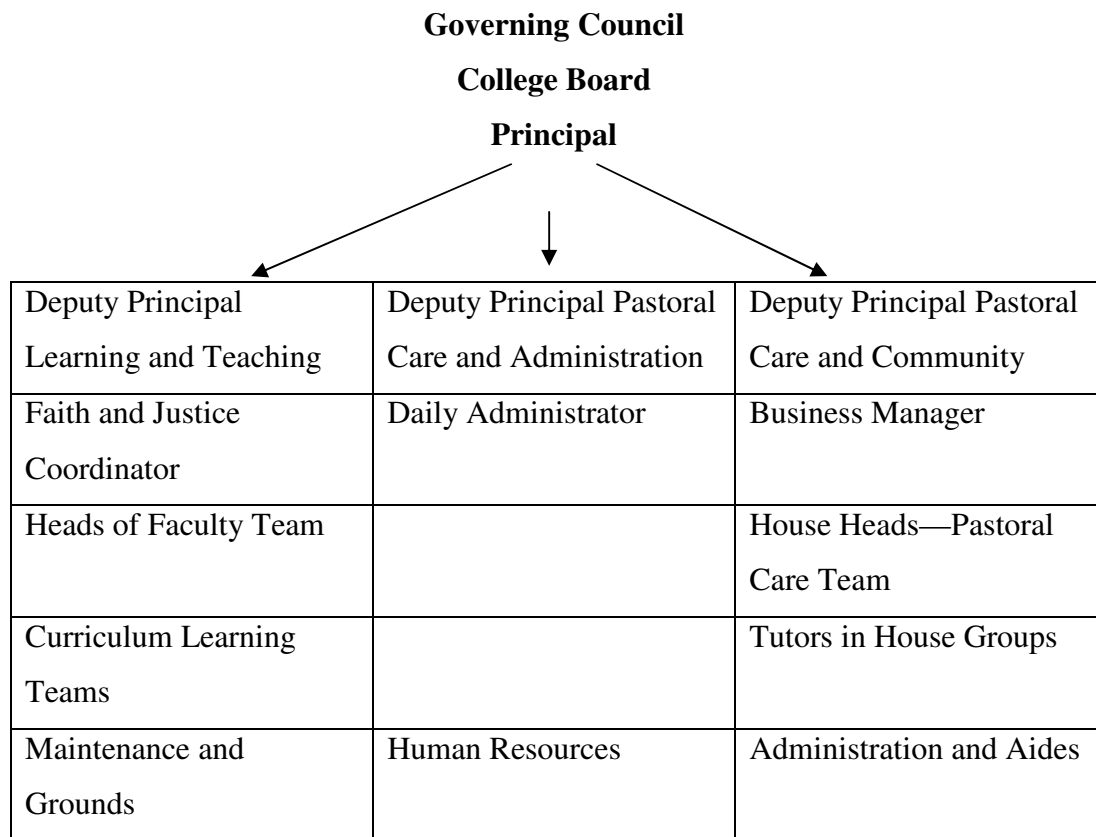 Governing Council
College Board
Principal
Deputy Principal
Learning and Teaching
Deputy Principal Pastoral
Care and Administration
Deputy Principal Pastoral
Care and Community
Faith and Justice
Coordinator
Daily Administrator
Business Manager
Heads of Faculty Team
House Heads—Pastoral
Care Team
Curriculum Learning
Teams
Tutors in House Groups
Maintenance and
Grounds
Human Resources
Administration and Aides